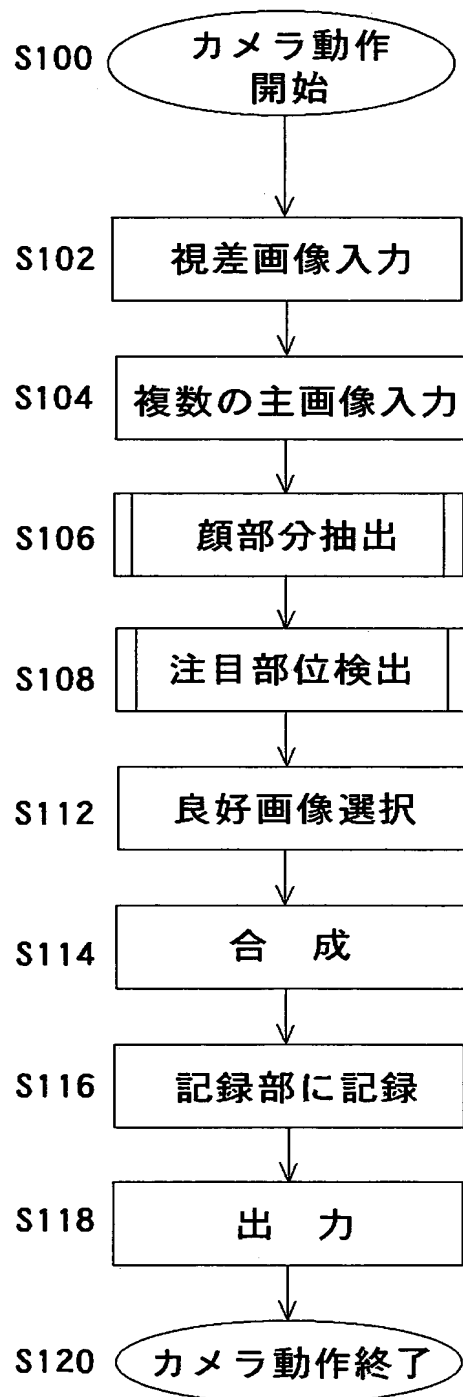 S100
カメラ動作
開始
S102
視差画像入力
S104
複数の主画像入力
S106
顔部分抽出
S108
注目部位検出
S112
良好画像選択
S114
合　成
S116
記録部に記録
S118
出　力
S120
カメラ動作終了